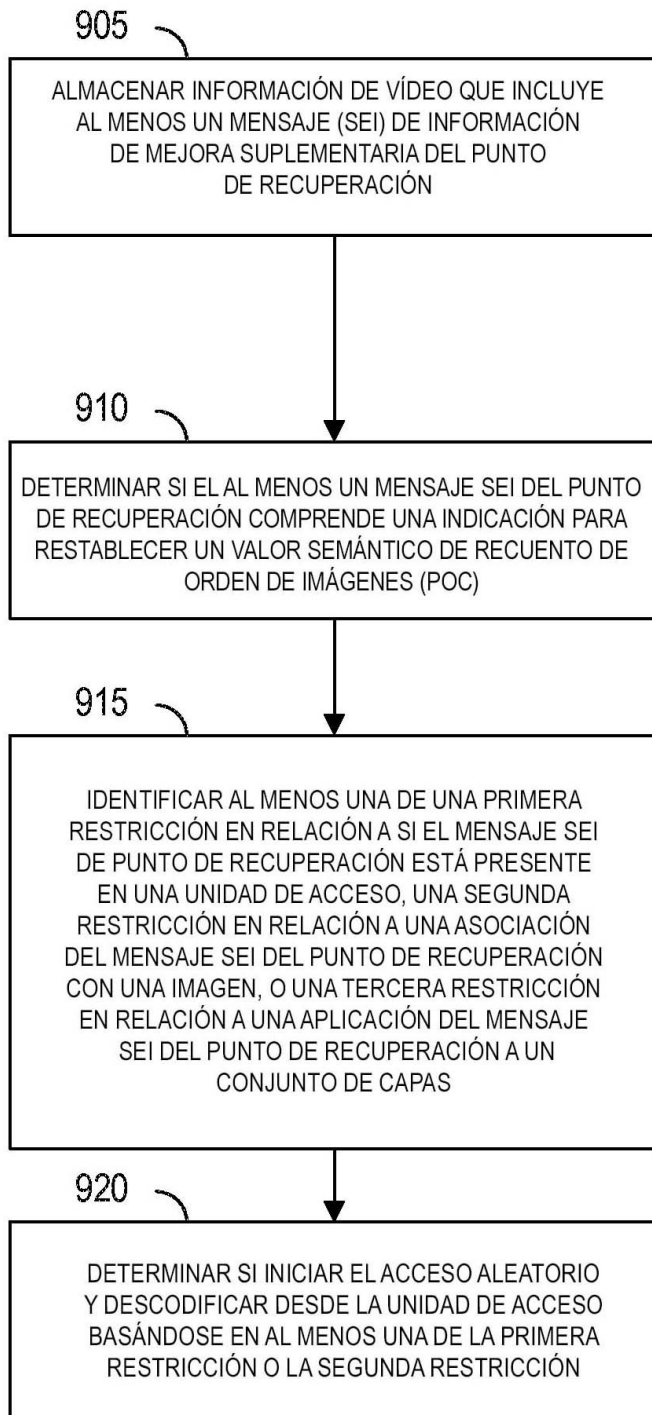 905
ALMACENAR INFORMACIÓN DE VÍDEO QUE INCLUYE
AL MENOS UN MENSAJE (SEI) DE INFORMACIÓN
DE MEJORA SUPLEMENTARIA DEL PUNTO
DE RECUPERACIÓN
910
DETERMINAR SI EL AL MENOS UN MENSAJE SEI DEL PUNTO
DE RECUPERACIÓN COMPRENDE UNA INDICACIÓN PARA
RESTABLECER UN VALOR SEMÁNTICO DE RECUENTO DE
ORDEN DE IMÁGENES (POC)
915
IDENTIFICAR AL MENOS UNA DE UNA PRIMERA
RESTRICCIÓN EN RELACIÓN A SI EL MENSAJE SEI
DE PUNTO DE RECUPERACIÓN ESTÁ PRESENTE
EN UNA UNIDAD DE ACCESO, UNA SEGUNDA
RESTRICCIÓN EN RELACIÓN A UNA ASOCIACIÓN
DEL MENSAJE SEI DEL PUNTO DE RECUPERACIÓN
CON UNA IMAGEN, O UNA TERCERA RESTRICCIÓN
EN RELACIÓN A UNA APLICACIÓN DEL MENSAJE
SEI DEL PUNTO DE RECUPERACIÓN A UN
CONJUNTO DE CAPAS
920
DETERMINAR SI INICIAR EL ACCESO ALEATORIO
Y DESCODIFICAR DESDE LA UNIDAD DE ACCESO
BASÁNDOSE EN AL MENOS UNA DE LA PRIMERA
RESTRICCIÓN O LA SEGUNDA RESTRICCIÓN